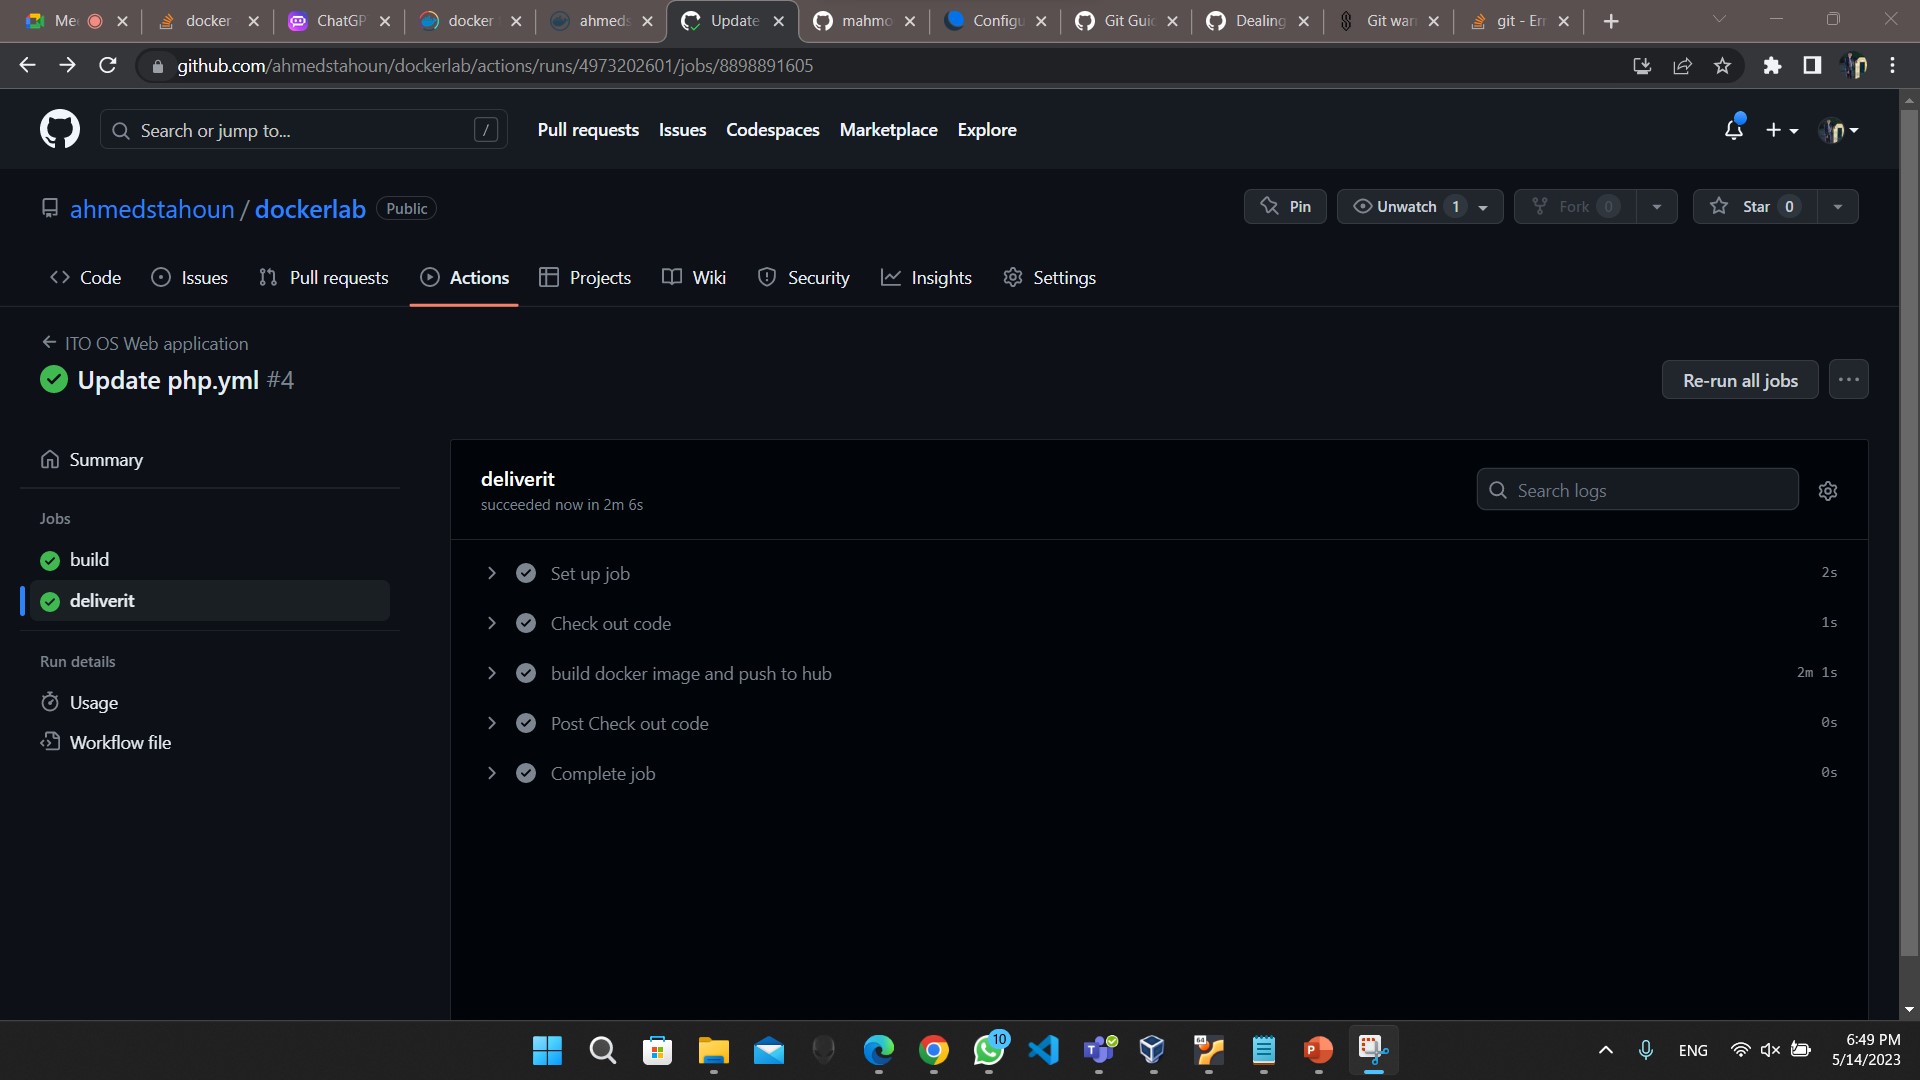 Me
docker
ChatGP
docker
ahmeds
Update
mahmo
Configu
Git Guid
Dealing
Git war
git - Err
github.com/ahmedstahoun/dockerlab/actions/runs/4973202601/jobs/8898891605
Search or jump to...
/
Pull requests
Issues
Codespaces
Marketplace
Explore
ahmedstahoun / dockerlab
Public
Pin
Unwatch 1
Fork 0
Star 0
Code
Issues
Pull requests
Actions
Projects
Wiki
Security
Insights
Settings
ITO OS Web application
Update php.yml #4
Re-run all jobs
Summary
Jobs
build
deliverit
Run details
Usage
Workflow file
deliverit
succeeded now in 2m 6s
Search logs
Set up job 2s
Check out code 1s
build docker image and push to hub 2m 1s
Post Check out code 0s
Complete job 0s
10
64
ENG
6:49 PM
5/14/2023